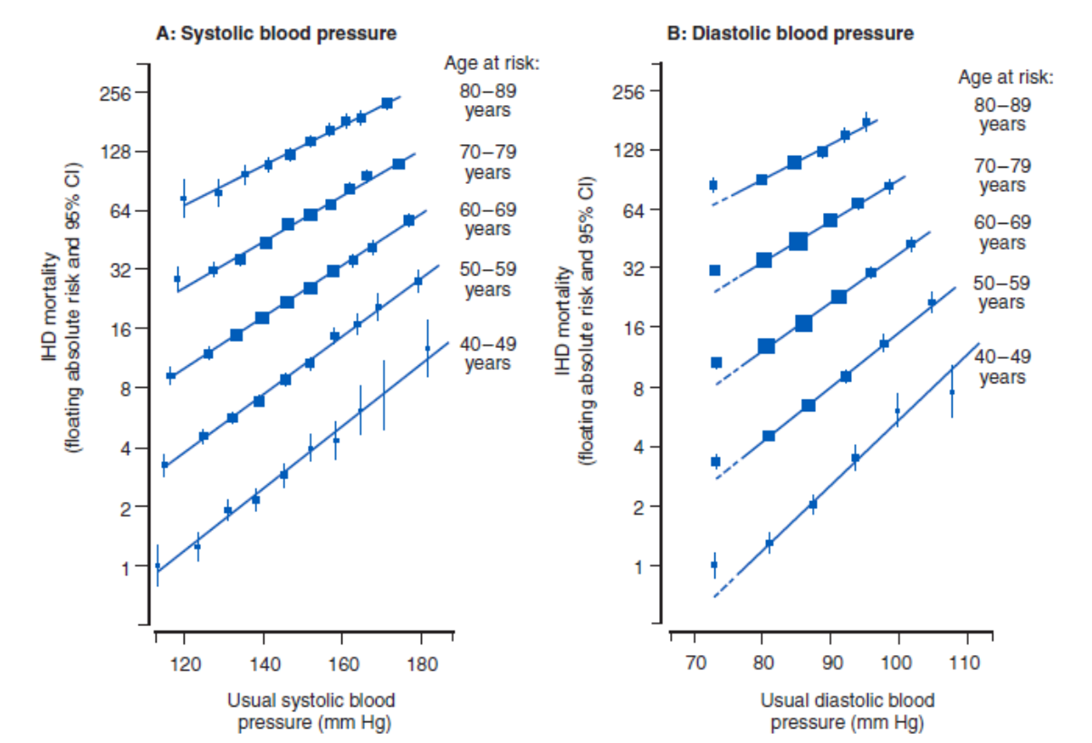 A: Systolic blood pressure
Age at risk:
80–89
years
70–79
years
60–69
years
50–59
years
40–49
years
256
128
64
32
16
8
4
2
1
IHD mortality
(floating absolute risk and 95% CI)
120 140 160 180
Usual systolic blood
pressure (mm Hg)
B: Diastolic blood pressure
Age at risk:
80–89
years
70–79
years
60–69
years
50–59
years
40–49
years
256
128
64
32
16
8
4
2
1
IHD mortality
(floating absolute risk and 95% CI)
70 80 90 100 110
Usual diastolic blood
pressure (mm Hg)